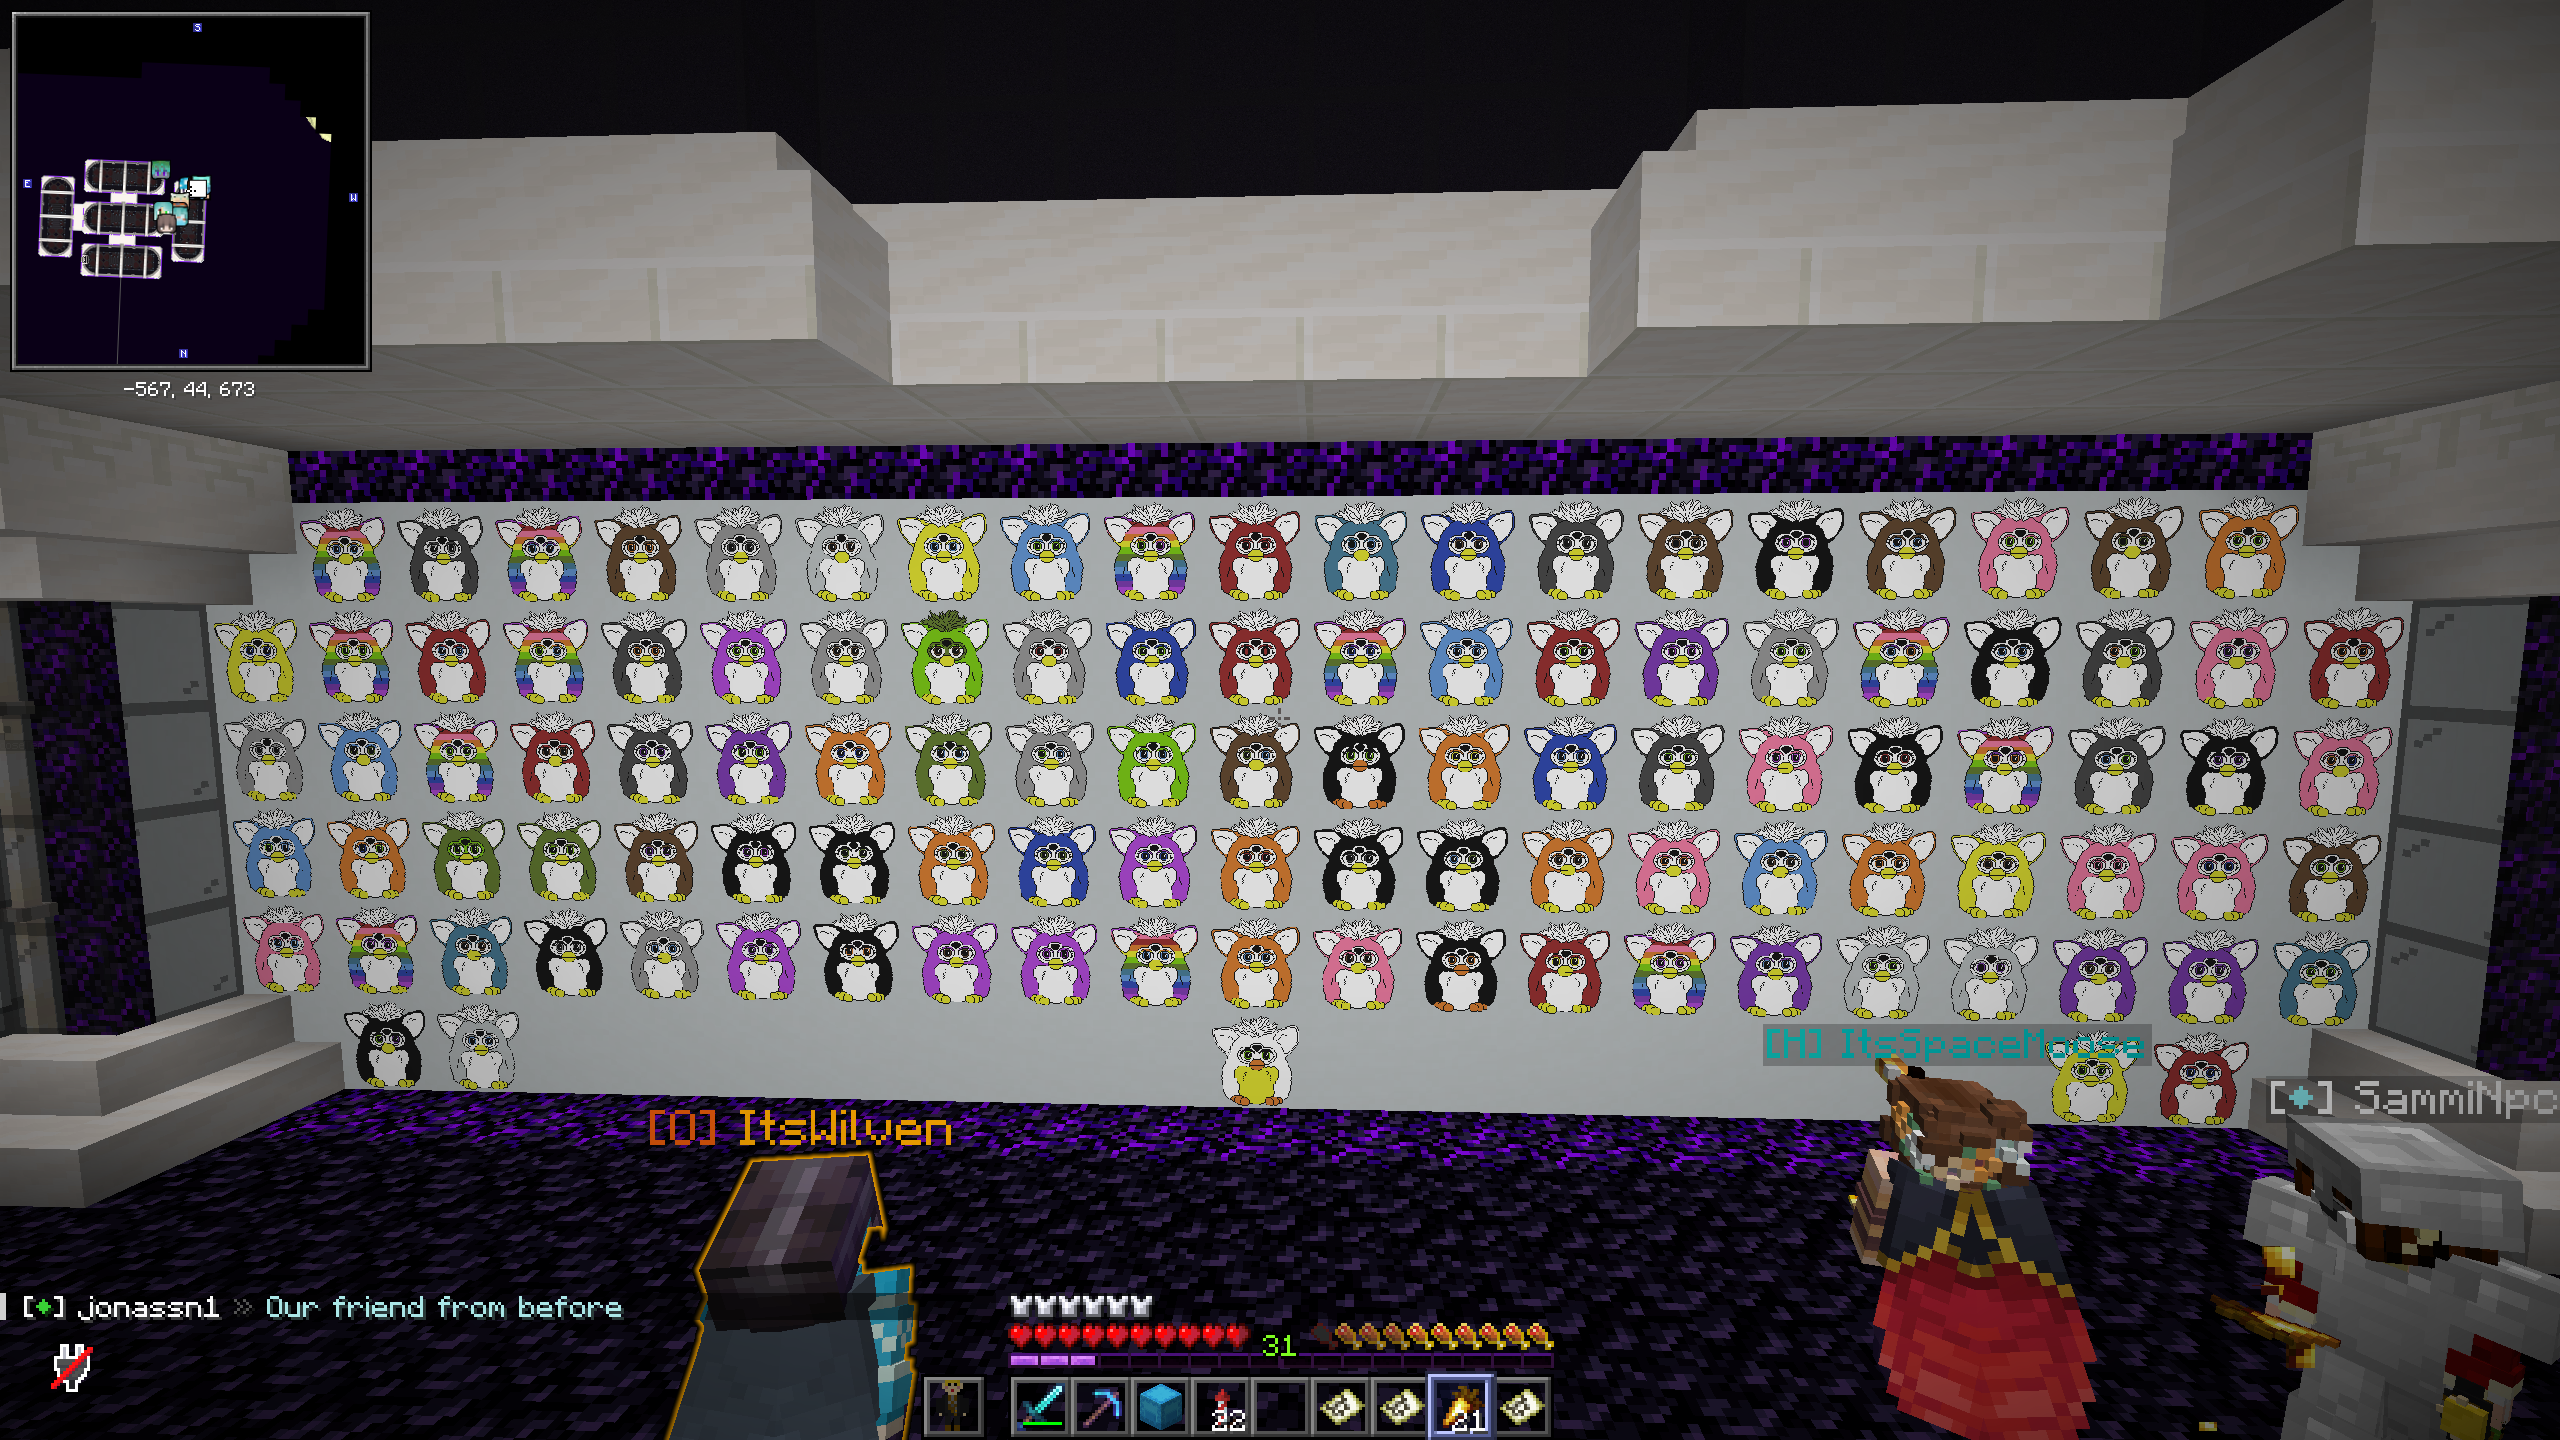 S
E
W
N
-567, 44, 673
[H] ItsSpaceMoose
[+] SammiNpc
[O] ItsWilven
[+] jonassn1 » Our friend from before
31
22
21